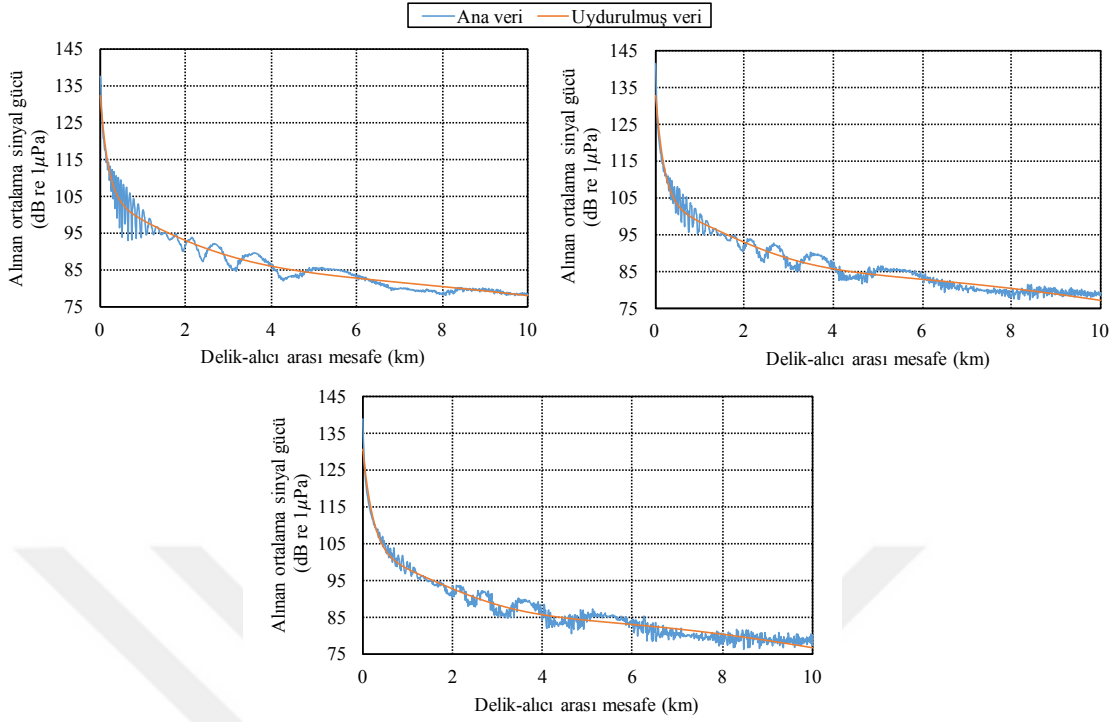 Ana veri Uydurulmuş veri
Alınan ortalama sinyal gücü
(dB re 1µPa)
145
135
125
115
105
95
85
75
0 2 4 6 8 10
Delik-alıcı arası mesafe (km)
Alınan ortalama sinyal gücü
(dB re 1µPa)
145
135
125
115
105
95
85
75
0 2 4 6 8 10
Delik-alıcı arası mesafe (km)
Alınan ortalama sinyal gücü
(dB re 1µPa)
145
135
125
115
105
95
85
75
0 2 4 6 8 10
Delik-alıcı arası mesafe (km)